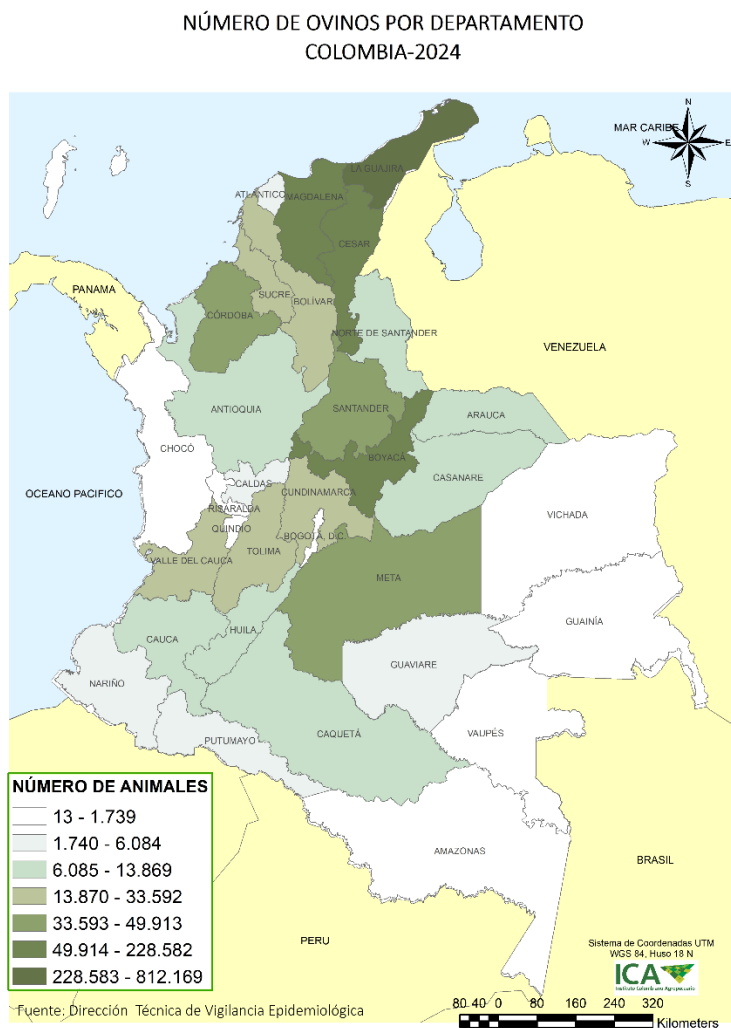 NÚMERO DE OVINOS POR DEPARTAMENTO
COLOMBIA-2024
N
MAR CARIBE
W
E
S
LA GUAJIRA
ATLÁNTICO
MAGDALENA
CESAR
PANAMA
SUCRE
BOLÍVAR
CÓRDOBA
NORTE DE SANTANDER
VENEZUELA
ANTIOQUIA
SANTANDER
ARAUCA
CHOCÓ
BOYACÁ
CASANARE
CALDAS
CUNDINAMARCA
OCEANO PACIFICO
RISARALDA
VICHADA
QUINDIO
BOGOTÁ, D.C.
TOLIMA
VALLE DEL CAUCA
META
GUAINÍA
HUILA
CAUCA
GUAVIARE
NARIÑO
CAQUETÁ
VAUPÉS
PUTUMAYO
NÚMERO DE ANIMALES
13 - 1.739
1.740 - 6.084
6.085 - 13.869
13.870 - 33.592
33.593 - 49.913
49.914 - 228.582
228.583 - 812.169
AMAZONAS
BRASIL
PERU
Sistema de Coordenadas UTM
WGS 84, Huso 18 N
ICA
Instituto Colombiano Agropecuario
Fuente: Dirección Técnica de Vigilancia Epidemiológica
80 40 0 80 160 240 320
Kilometers